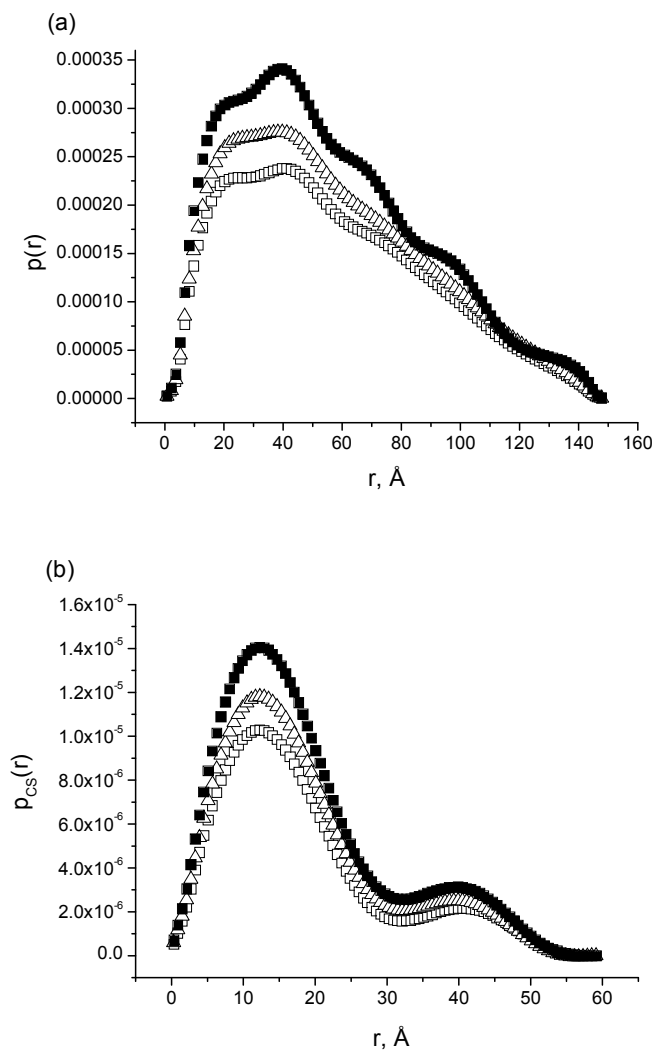 (a)
0.00035
0.00030
0.00025
0.00020
0.00015
0.00010
0.00005
0.00000
p(r)
0 20 40 60 80 100 120 140 160
r, Å
(b)
1.6x10⁻⁵
1.4x10⁻⁵
1.2x10⁻⁵
1.0x10⁻⁵
8.0x10⁻⁶
6.0x10⁻⁶
4.0x10⁻⁶
2.0x10⁻⁶
0.0
p_CS(r)
0 10 20 30 40 50 60
r, Å